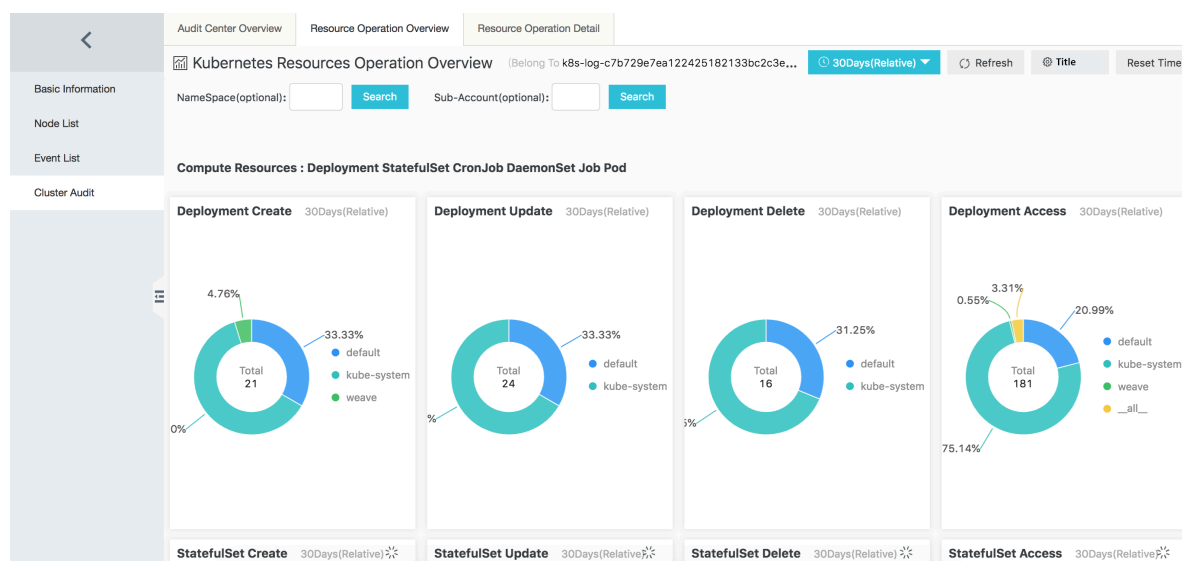 Audit Center Overview Resource Operation Overview Resource Operation Detail
Kubernetes Resources Operation Overview (Belong To k8s-log-c7b729e7ea122425182133bc2c3e... 30Days(Relative) Refresh Title Reset Time
Basic Information
Node List
Event List
Cluster Audit
NameSpace(optional): Search Sub-Account(optional): Search
Compute Resources : Deployment StatefulSet CronJob DaemonSet Job Pod
Deployment Create 30Days(Relative)
4.76%
33.33%
0%
Total
21
default
kube-system
weave
Deployment Update 30Days(Relative)
33.33%
%
Total
24
default
kube-system
Deployment Delete 30Days(Relative)
31.25%
5%
Total
16
default
kube-system
Deployment Access 30Days(Relative)
3.31%
0.55%
20.99%
75.14%
Total
181
default
kube-system
weave
__all__
StatefulSet Create 30Days(Relative)
StatefulSet Update 30Days(Relative)
StatefulSet Delete 30Days(Relative)
StatefulSet Access 30Days(Relative)